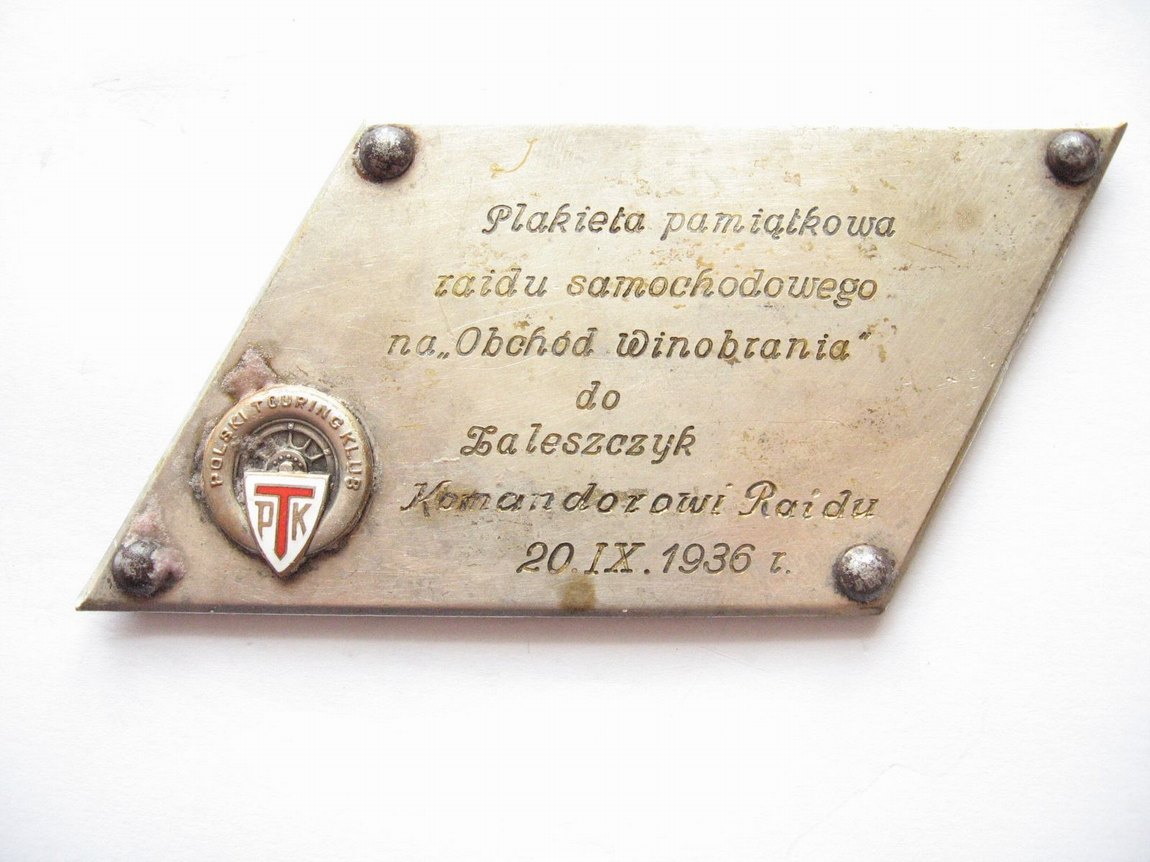 Plakieta pamiątkowa
raidu samochodowego
na „Obchód Winobrania”
do
Zaleszczyk
Komandorowi Raidu
20.IX.1936 r.
POLSKI TOURING KLUB
PTK